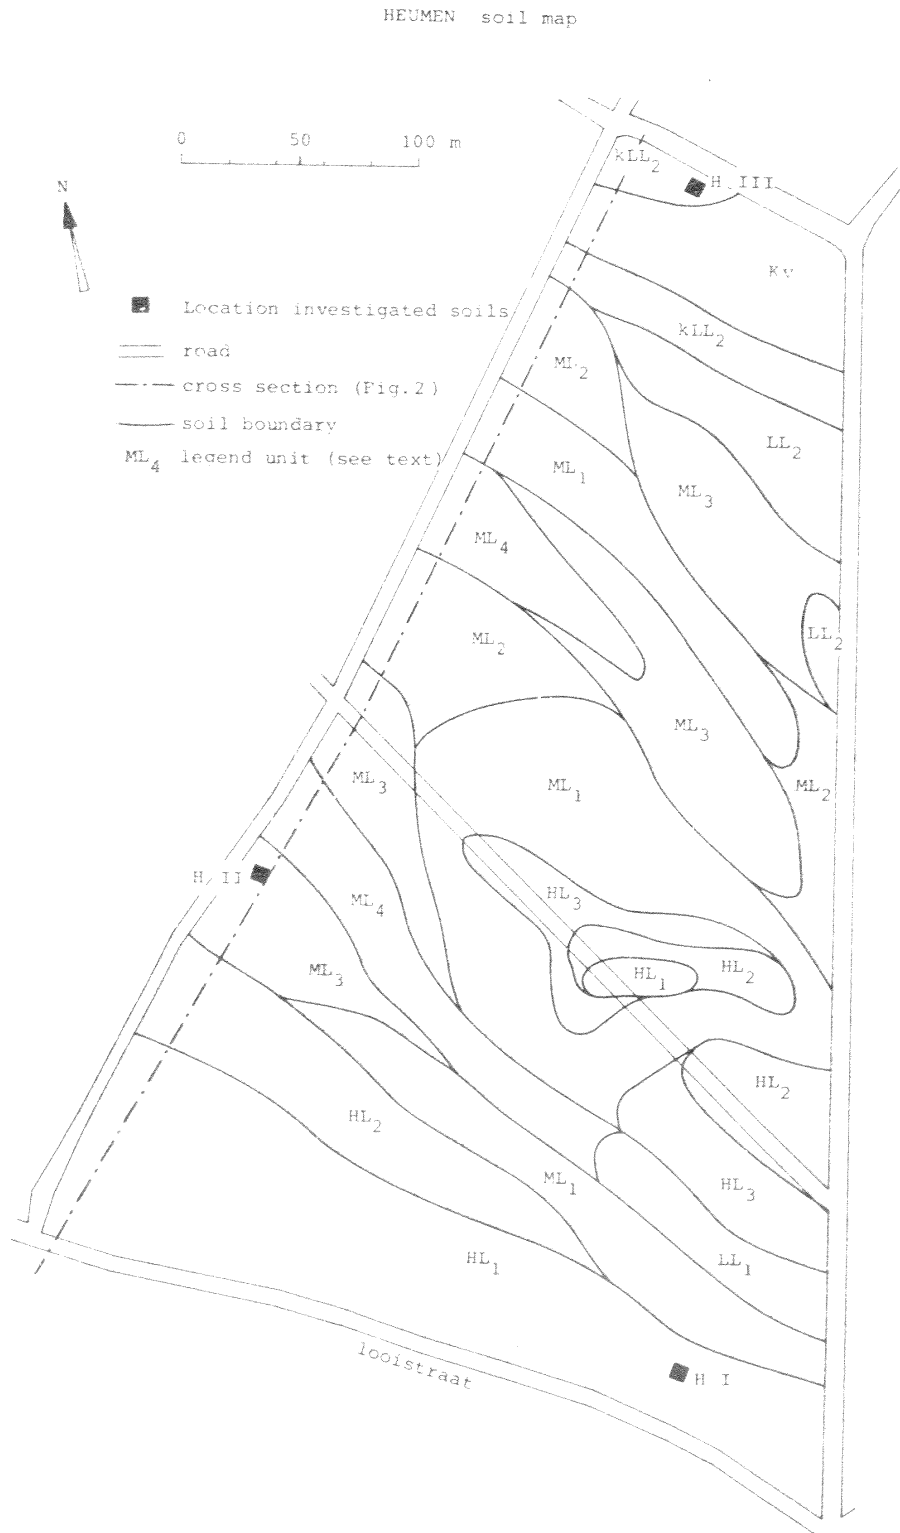 HEUMEN soil map
0 50 100 m
N
Location investigated soils
road
cross section (Fig.2)
soil boundary
ML4 legend unit (see text)
kLL2
H III
Kv
kLL2
ML2
LL2
ML1
ML3
ML4
LL2
ML2
ML3
ML3
ML1
ML2
H II
HL3
ML4
HL2
HL1
ML3
HL2
HL2
ML1
HL3
HL1
LL1
looistraat
H I